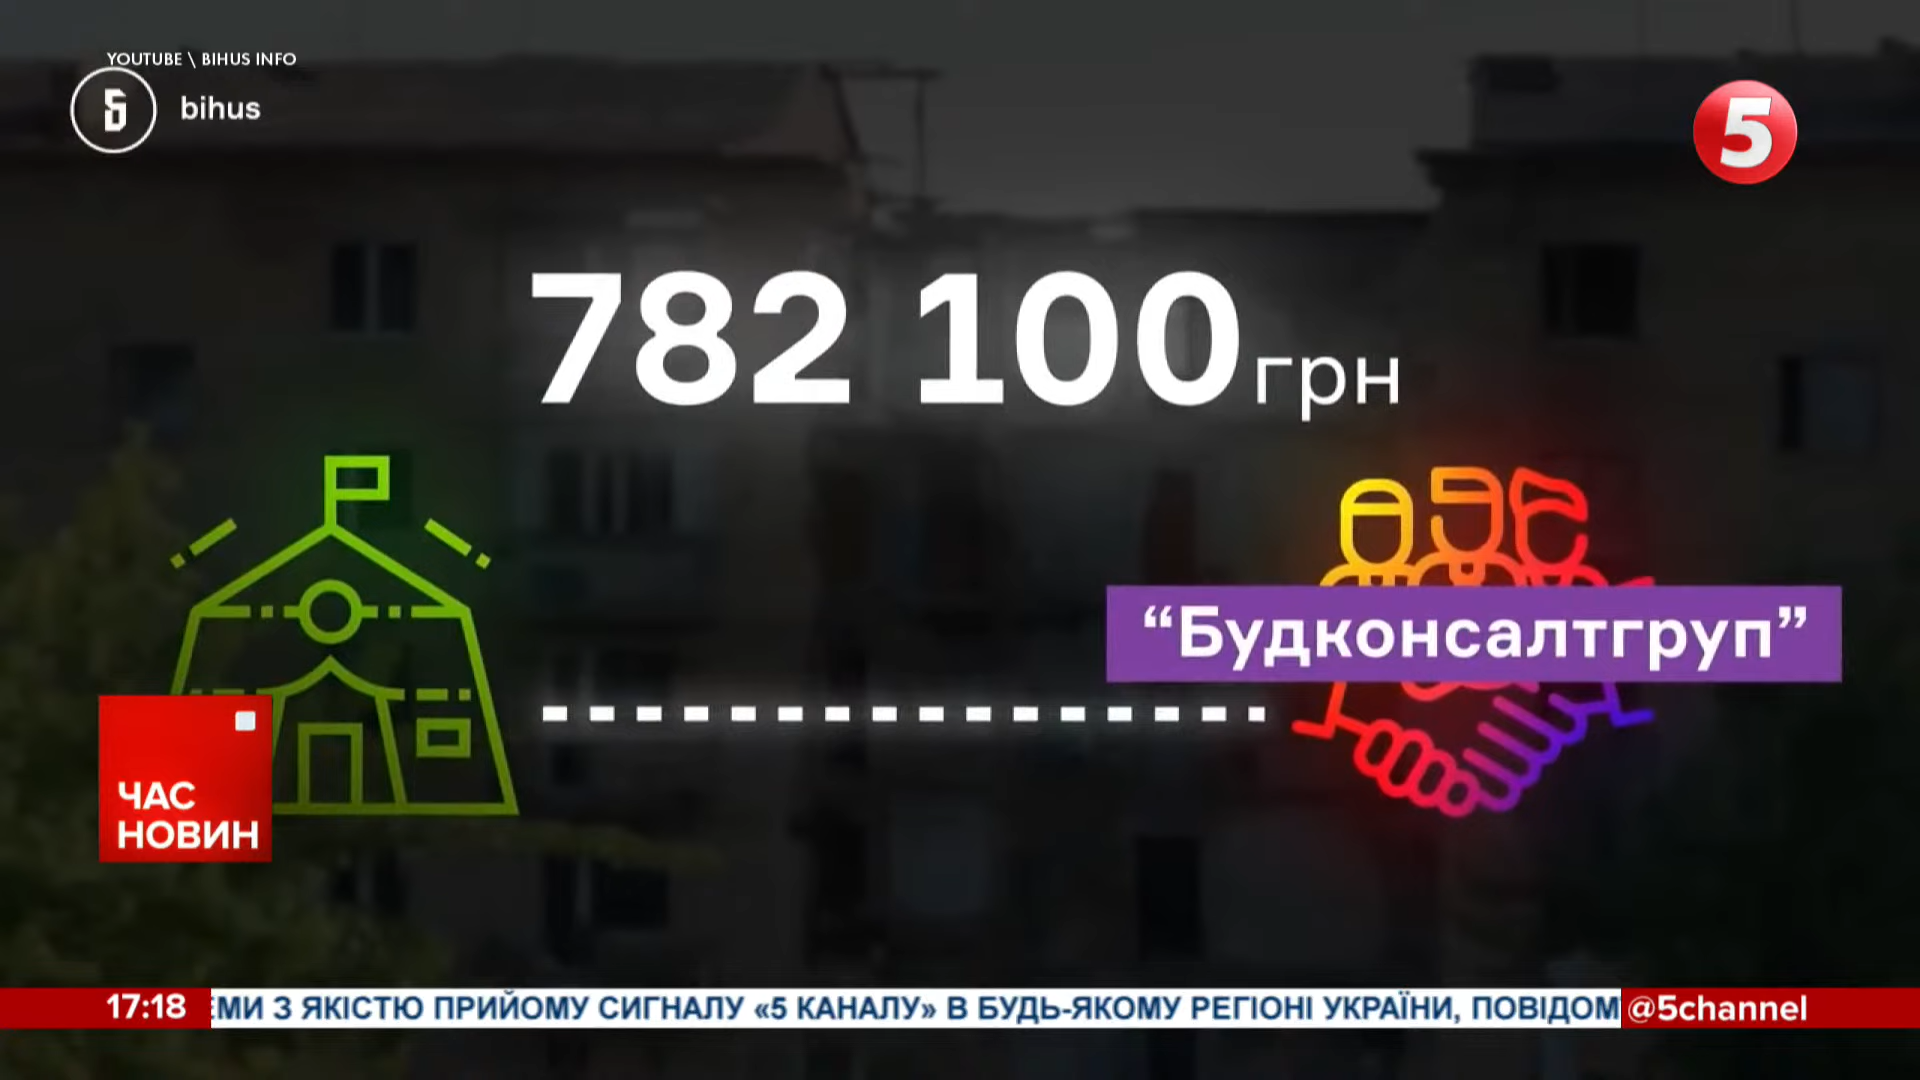 YOUTUBE \ BIHUS INFO
bihus
5
782 100 грн
“Будконсалтгруп”
ЧАС
НОВИН
17:18
ЕМИ З ЯКІСТЮ ПРИЙОМУ СИГНАЛУ «5 КАНАЛУ» В БУДЬ-ЯКОМУ РЕГІОНІ УКРАЇНИ, ПОВІДОМ
@5channel